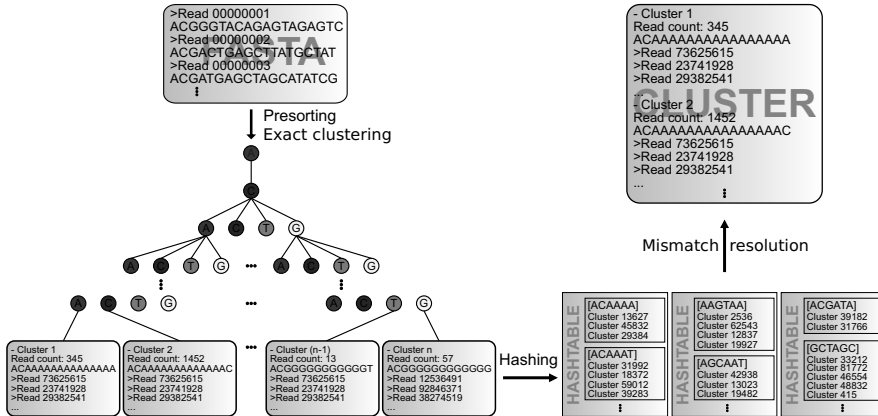 >Read 00000001
ACGGGTACAGAGTAGAGTC
>Read 00000002
ACGACTGAGCTTATGCTAT
>Read 00000003
ACGATGAGCTAGCATATCG
FASTA
Presorting
Exact clustering
A
C
A C T G
A C T G ... A C T G
A C T G ... A C T G
...
- Cluster 1
Read count: 345
ACAAAAAAAAAAAAAA
>Read 73625615
>Read 23741928
>Read 29382541
...
- Cluster 2
Read count: 1452
ACAAAAAAAAAAAAAC
>Read 73625615
>Read 23741928
>Read 29382541
...
- Cluster (n-1)
Read count: 13
ACGGGGGGGGGGGT
>Read 73625615
>Read 23741928
>Read 29382541
...
- Cluster n
Read count: 57
ACGGGGGGGGGGGG
>Read 12536491
>Read 92846371
>Read 38274519
...
Hashing
HASHTABLE
[ACAAAA]
Cluster 13627
Cluster 45832
Cluster 29384
[ACAAAT]
Cluster 31992
Cluster 18372
Cluster 59012
Cluster 39283
HASHTABLE
[AAGTAA]
Cluster 2536
Cluster 62543
Cluster 12837
Cluster 19927
[AGCAAT]
Cluster 42938
Cluster 13023
Cluster 19482
HASHTABLE
[ACGATA]
Cluster 39182
Cluster 31766
[GCTAGC]
Cluster 33212
Cluster 81772
Cluster 46554
Cluster 48832
Cluster 415
Mismatch resolution
- Cluster 1
Read count: 345
ACAAAAAAAAAAAAAAAA
>Read 73625615
>Read 23741928
>Read 29382541
...
CLUSTER
- Cluster 2
Read count: 1452
ACAAAAAAAAAAAAAAAC
>Read 73625615
>Read 23741928
>Read 29382541
...